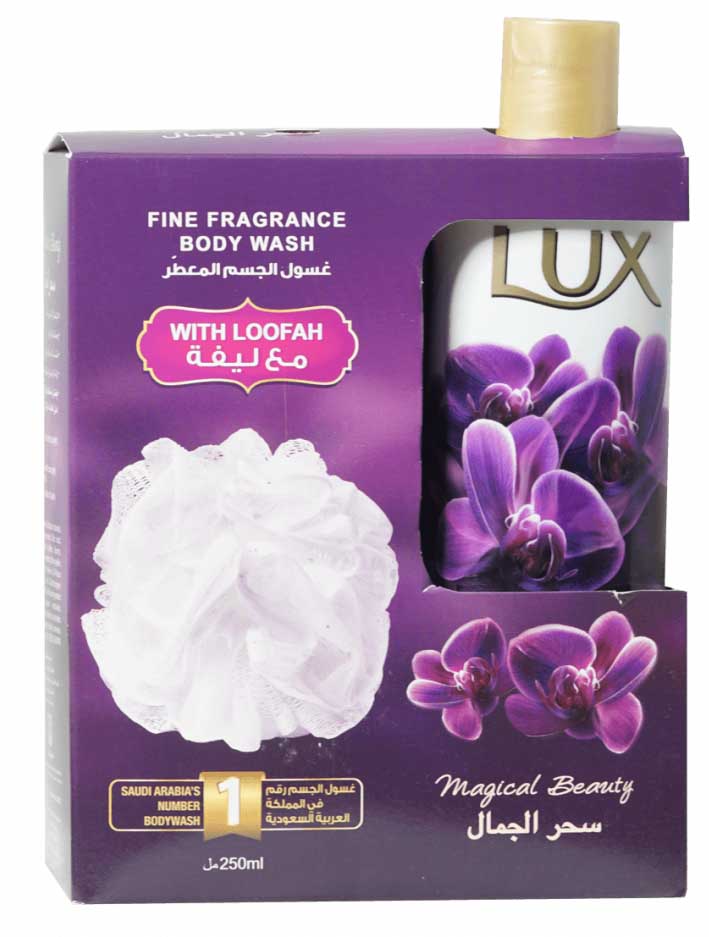 سحر الجمال
FINE FRAGRANCE
BODY WASH
غسول الجسم المعطّر
WITH LOOFAH
مع ليفة
LUX
SAUDI ARABIA'S
NUMBER
BODYWASH
1
غسول الجسم رقم
في المملكة
العربية السعودية
250ml مل
Magical Beauty
سحر الجمال